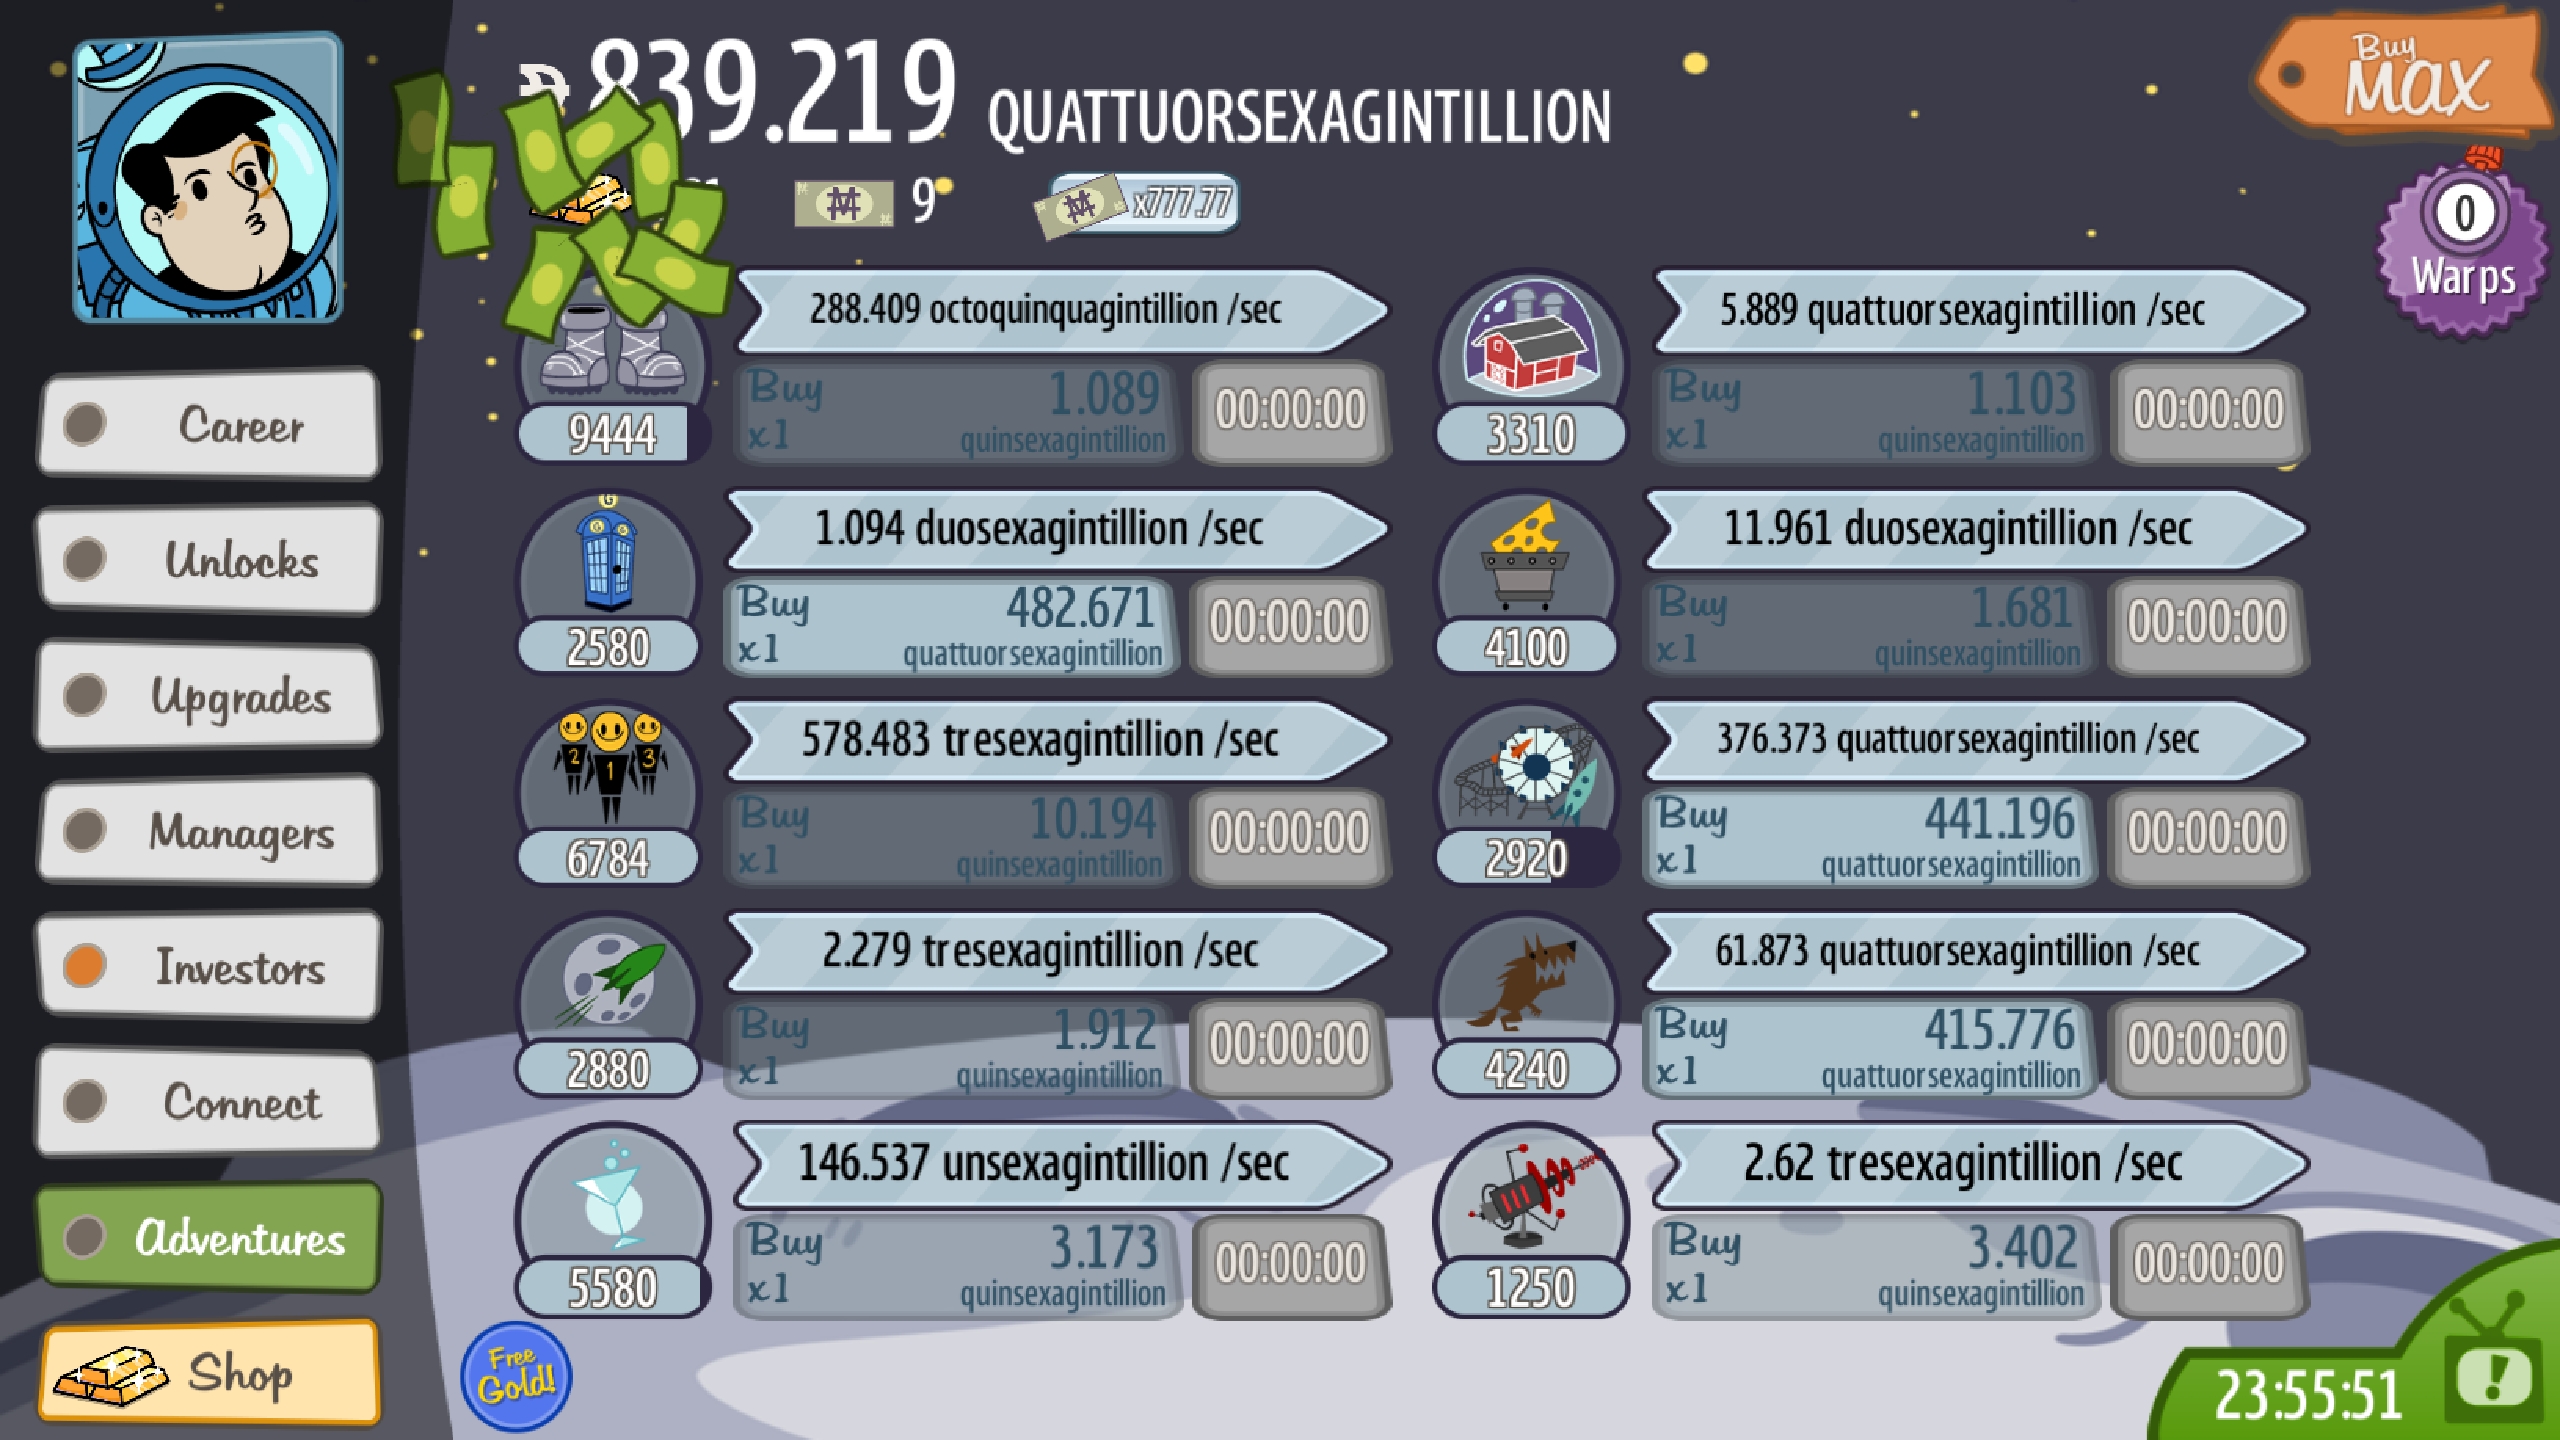 839.219 QUATTUORSEXAGINTILLION
Buy
MAX
9
x777.77
0
Warps
Career
Unlocks
Upgrades
Managers
Investors
Connect
Adventures
Shop
288.409 octoquinquagintillion /sec
Buy 1.089
x1 quinsexagintillion
00:00:00
9444
5.889 quattuorsexagintillion /sec
Buy 1.103
x1 quinsexagintillion
00:00:00
3310
G
1.094 duosexagintillion /sec
Buy 482.671
x1 quattuorsexagintillion
00:00:00
2580
11.961 duosexagintillion /sec
Buy 1.681
x1 quinsexagintillion
00:00:00
4100
2 1 3
578.483 tresexagintillion /sec
Buy 10.194
x1 quinsexagintillion
00:00:00
6784
376.373 quattuorsexagintillion /sec
Buy 441.196
x1 quattuorsexagintillion
00:00:00
2920
2.279 tresexagintillion /sec
Buy 1.912
x1 quinsexagintillion
00:00:00
2880
61.873 quattuorsexagintillion /sec
Buy 415.776
x1 quattuorsexagintillion
00:00:00
4240
146.537 unsexagintillion /sec
Buy 3.173
x1 quinsexagintillion
00:00:00
5580
2.62 tresexagintillion /sec
Buy 3.402
x1 quinsexagintillion
00:00:00
1250
Free
Gold!
23:55:51
!